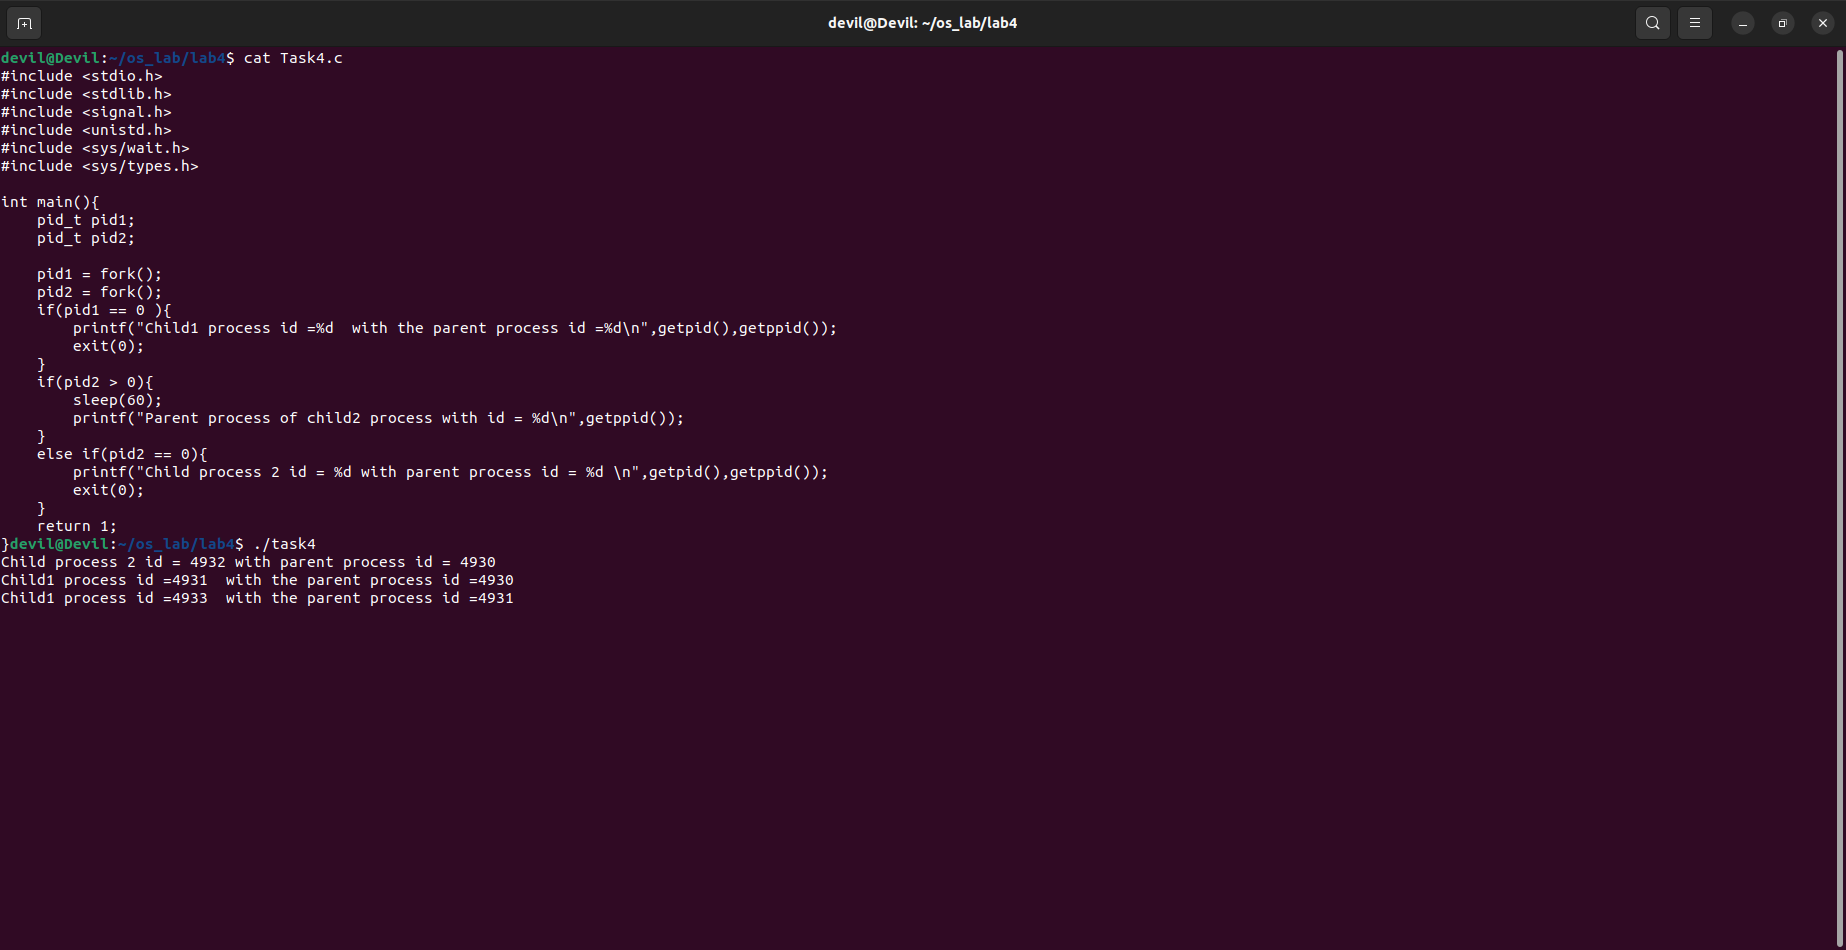 devil@Devil: ~/os_lab/lab4
devil@Devil:~/os_lab/lab4$ cat Task4.c
#include <stdio.h>
#include <stdlib.h>
#include <signal.h>
#include <unistd.h>
#include <sys/wait.h>
#include <sys/types.h>

int main(){
    pid_t pid1;
    pid_t pid2;

    pid1 = fork();
    pid2 = fork();
    if(pid1 == 0 ){
        printf("Child1 process id =%d  with the parent process id =%d\n",getpid(),getppid());
        exit(0);
    }
    if(pid2 > 0){
        sleep(60);
        printf("Parent process of child2 process with id = %d\n",getppid());
    }
    else if(pid2 == 0){
        printf("Child process 2 id = %d with parent process id = %d \n",getpid(),getppid());
        exit(0);
    }
    return 1;
}devil@Devil:~/os_lab/lab4$ ./task4
Child process 2 id = 4932 with parent process id = 4930
Child1 process id =4931  with the parent process id =4930
Child1 process id =4933  with the parent process id =4931